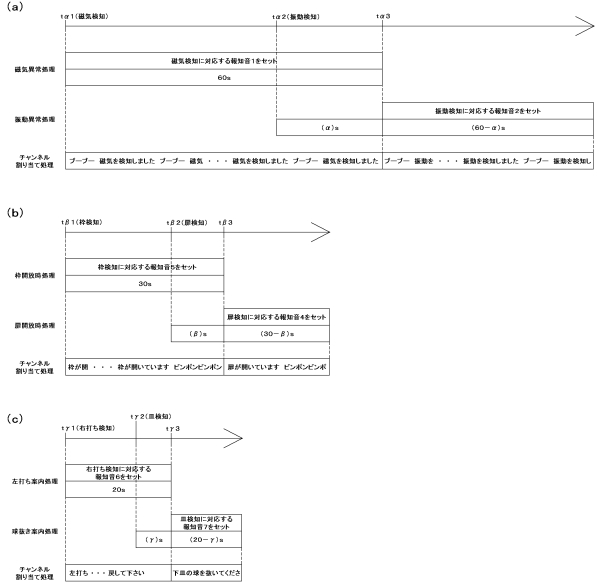 (a)
tα1(磁気検知)
tα2(振動検知)
tα3
磁気異常処理
磁気検知に対応する報知音1をセット
60s
振動異常処理
振動検知に対応する報知音2をセット
(α)s
(60-α)s
チャンネル
割り当て処理
ブーブー 磁気を検知しました ブーブー 磁気 ・・・ 磁気を検知しました ブーブー 磁気を検知しました
ブーブー 振動を ・・・ 振動を検知しました ブーブー 振動を検知し
(b)
tβ1(枠検知)
tβ2(扉検知)
tβ3
枠開放時処理
枠検知に対応する報知音5をセット
30s
扉開放時処理
扉検知に対応する報知音4をセット
(β)s
(30-β)s
チャンネル
割り当て処理
枠が開 ・・・ 枠が開いています ピンポンピンポン
扉が開いています ピンポンピンポ
(c)
tγ2(皿検知)
tγ1(右打ち検知)
tγ3
左打ち案内処理
右打ち検知に対応する
報知音6をセット
20s
球抜き案内処理
皿検知に対応する
報知音7をセット
(γ)s
(20-γ)s
チャンネル
割り当て処理
左打ち・・・戻して下さい
下皿の球を抜いてくださ